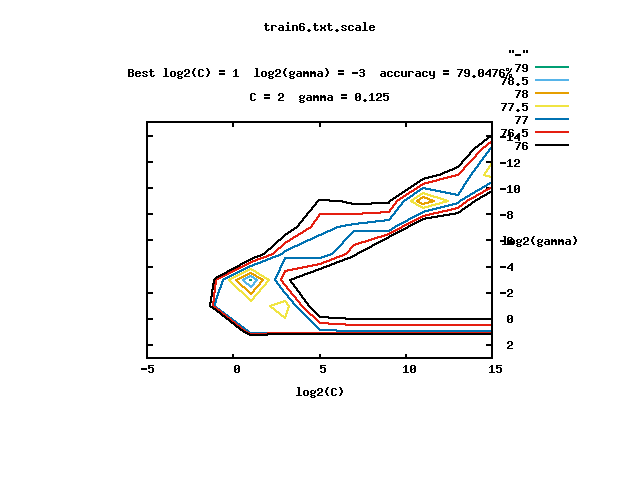 train6.txt.scale
"-"
Best log2(C) = 1 log2(gamma) = -3 accuracy = 79.0476%
79
78.5
C = 2 gamma = 0.125
78
77.5
77
76.5
76
-14
-12
-10
-8
-6
log2(gamma)
-4
-2
0
2
-5 0 5 10 15
log2(C)